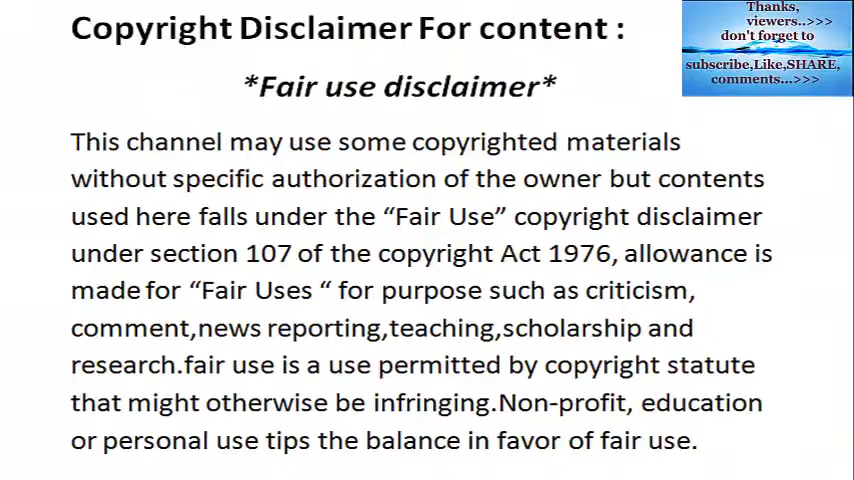 Copyright Disclaimer For content :
*Fair use disclaimer*
This channel may use some copyrighted materials
without specific authorization of the owner but contents
used here falls under the “Fair Use” copyright disclaimer
under section 107 of the copyright Act 1976, allowance is
made for “Fair Uses “ for purpose such as criticism,
comment,news reporting,teaching,scholarship and
research.fair use is a use permitted by copyright statute
that might otherwise be infringing.Non-profit, education
or personal use tips the balance in favor of fair use.
Thanks,
viewers..>>>
don't forget to
subscribe,Like,SHARE,
comments...>>>